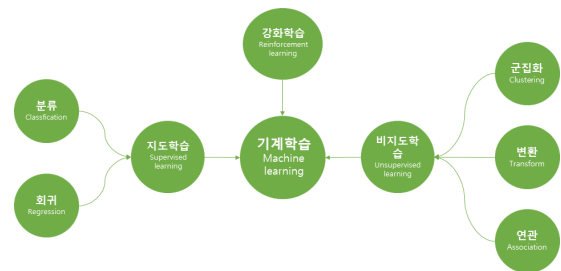 강화학습
Reinforcement
learning
분류
Classfication
회귀
Regression
지도학습
Supervised
learning
기계학습
Machine
learning
비지도학
습
Unsupervised
learning
군집화
Clustering
변환
Transform
연관
Association